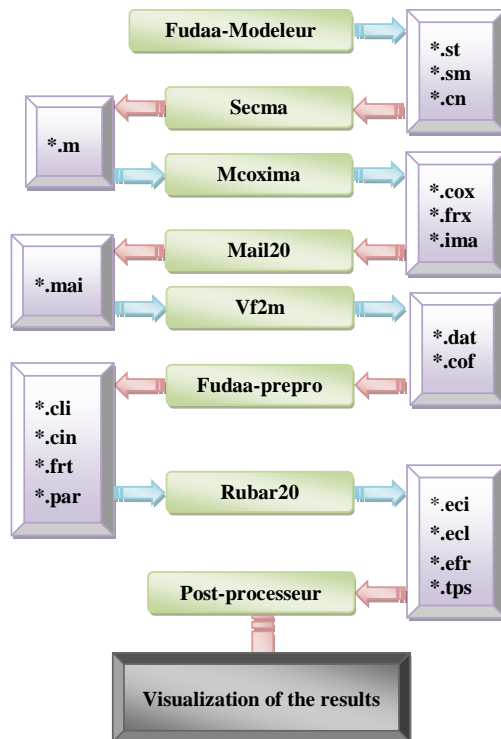 Fudaa-Modeleur
*.st
*.sm
*.cn
Secma
*.m
Mcoxima
*.cox
*.frx
*.ima
Mail20
*.mai
Vf2m
*.dat
*.cof
Fudaa-prepro
*.cli
*.cin
*.frt
*.par
Rubar20
*.eci
*.ecl
*.efr
*.tps
Post-processeur
Visualization of the results